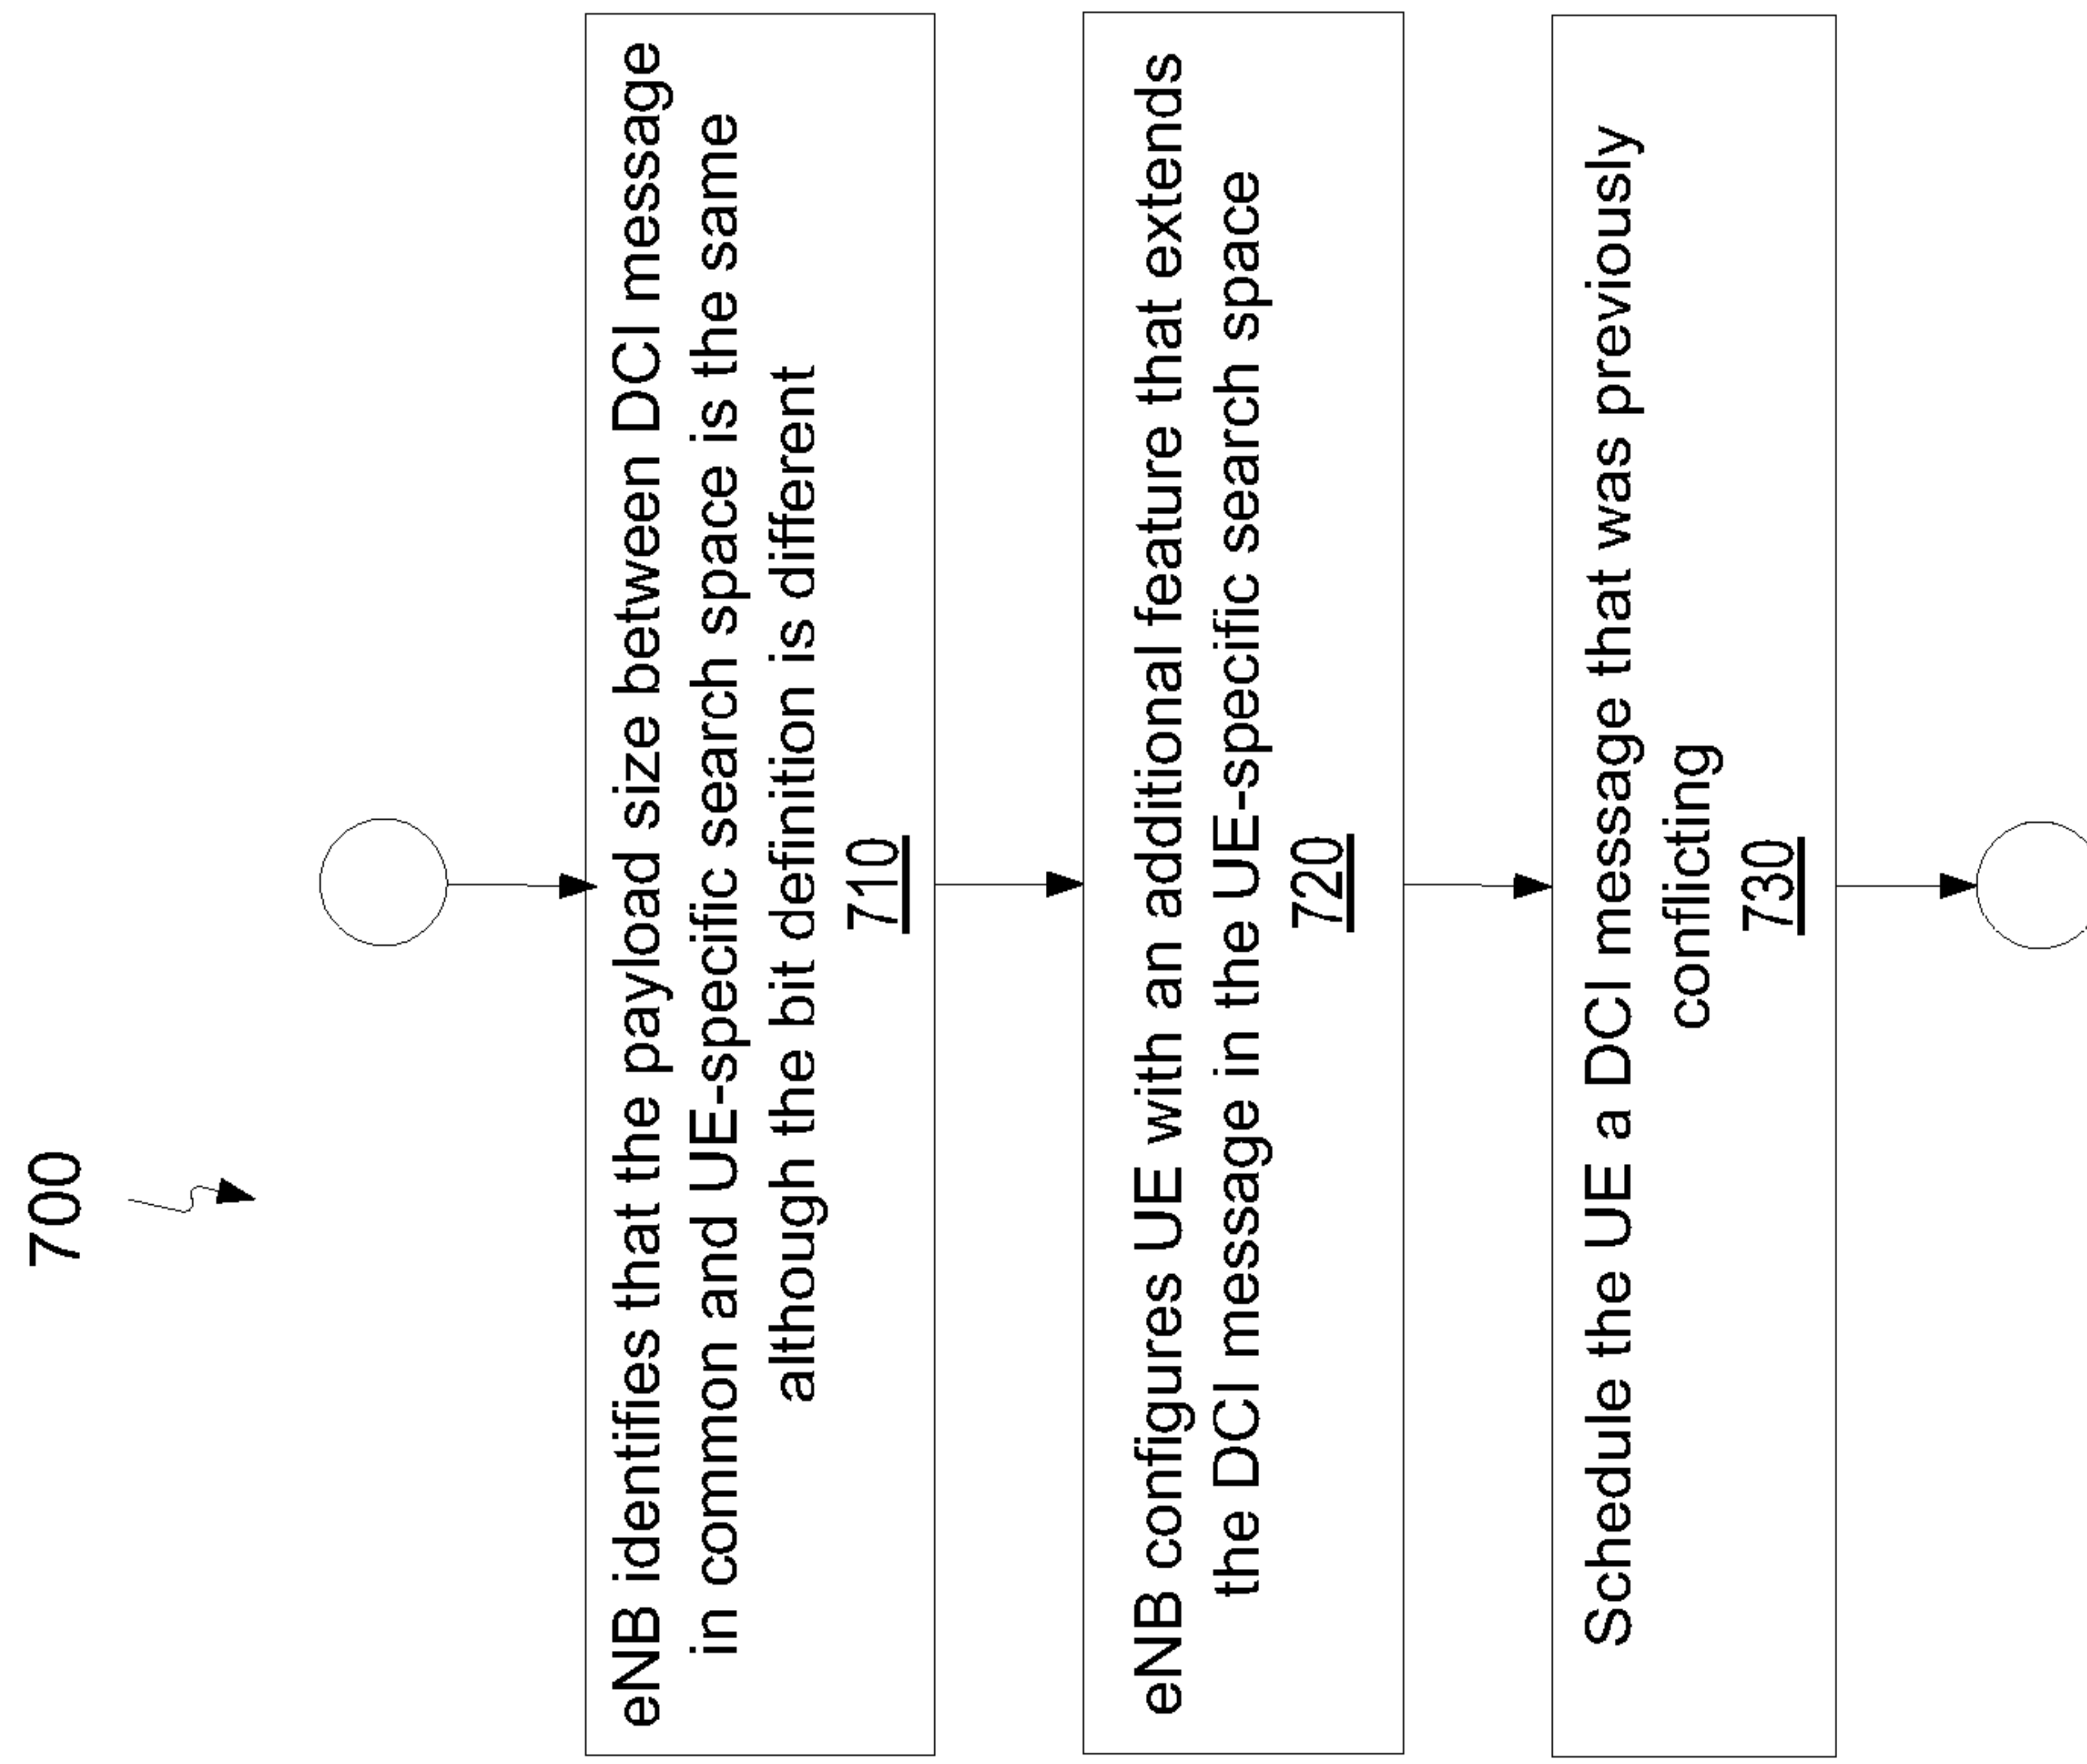 700
eNB identifies that the payload size between DCI message
in common and UE-specific search space is the same
although the bit definition is different
710
eNB configures UE with an additional feature that extends
the DCI message in the UE-specific search space
720
Schedule the UE a DCI message that was previously
conflicting
730